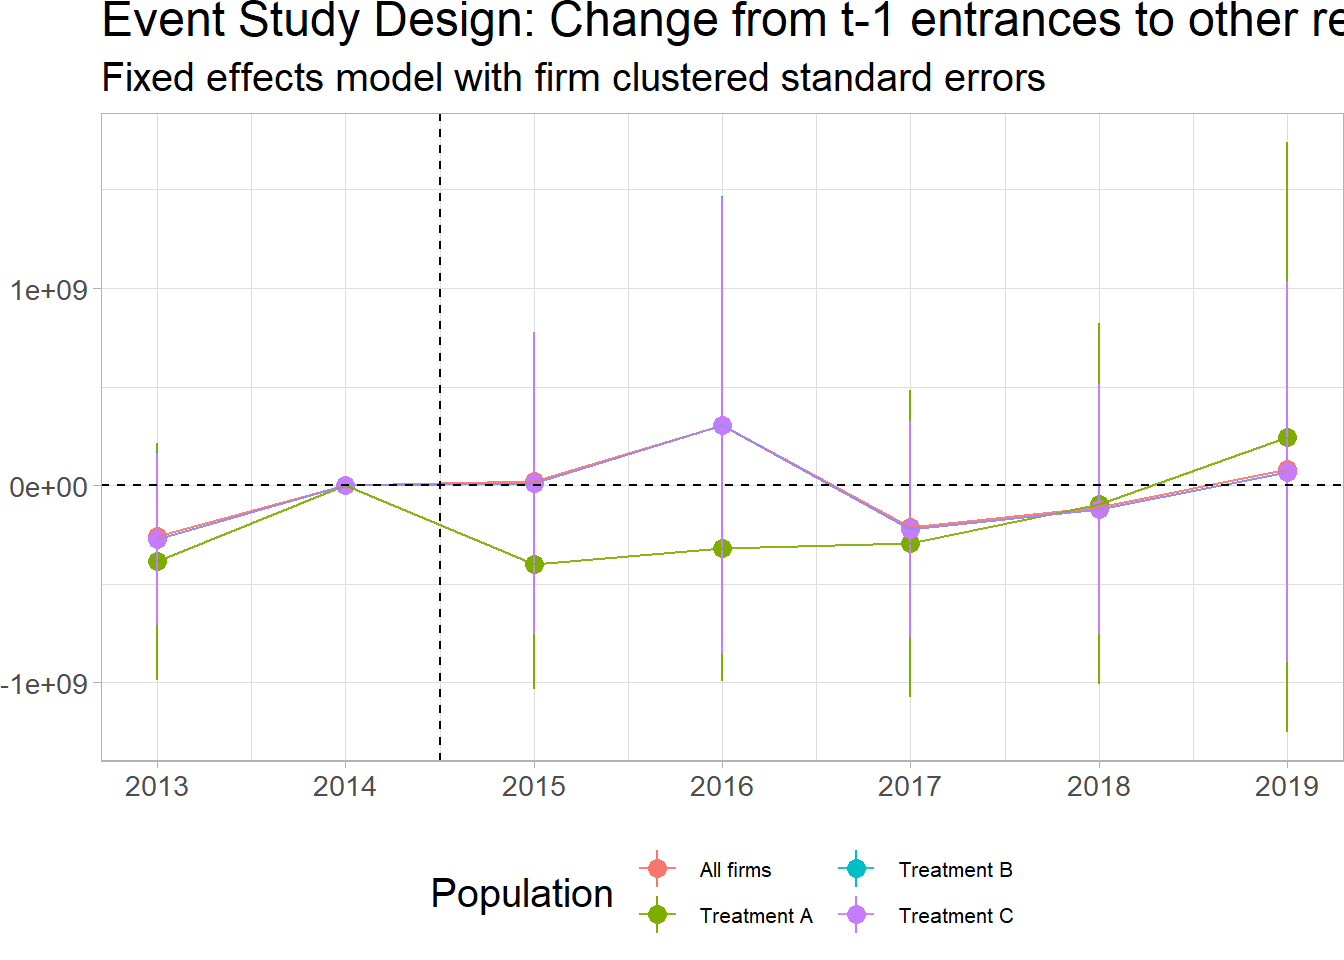 Event Study Design: Change from t-1 entrances to other re
Fixed effects model with firm clustered standard errors
1e+09
0e+00
-1e+09
2013 2014 2015 2016 2017 2018 2019
Population
All firms
Treatment A
Treatment B
Treatment C